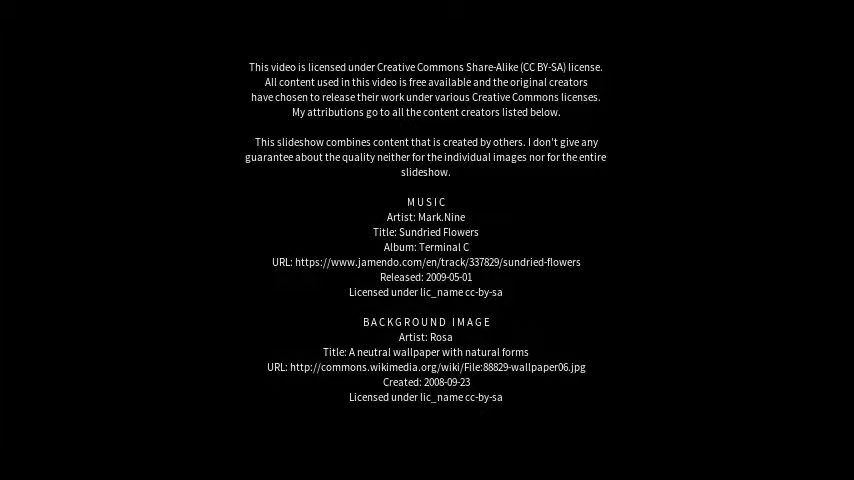 This video is licensed under Creative Commons Share-Alike (CC BY-SA) license.
All content used in this video is free available and the original creators
have chosen to release their work under various Creative Commons licenses.
My attributions go to all the content creators listed below.
This slideshow combines content that is created by others. I don't give any
guarantee about the quality neither for the individual images nor for the entire
slideshow.
MUSIC
Artist: Mark.Nine
Title: Sundried Flowers
Album: Terminal C
URL: https://www.jamendo.com/en/track/337829/sundried-flowers
Released: 2009-05-01
Licensed under lic_name cc-by-sa
BACKGROUND IMAGE
Artist: Rosa
Title: A neutral wallpaper with natural forms
URL: http://commons.wikimedia.org/wiki/File:88829-wallpaper06.jpg
Created: 2008-09-23
Licensed under lic_name cc-by-sa